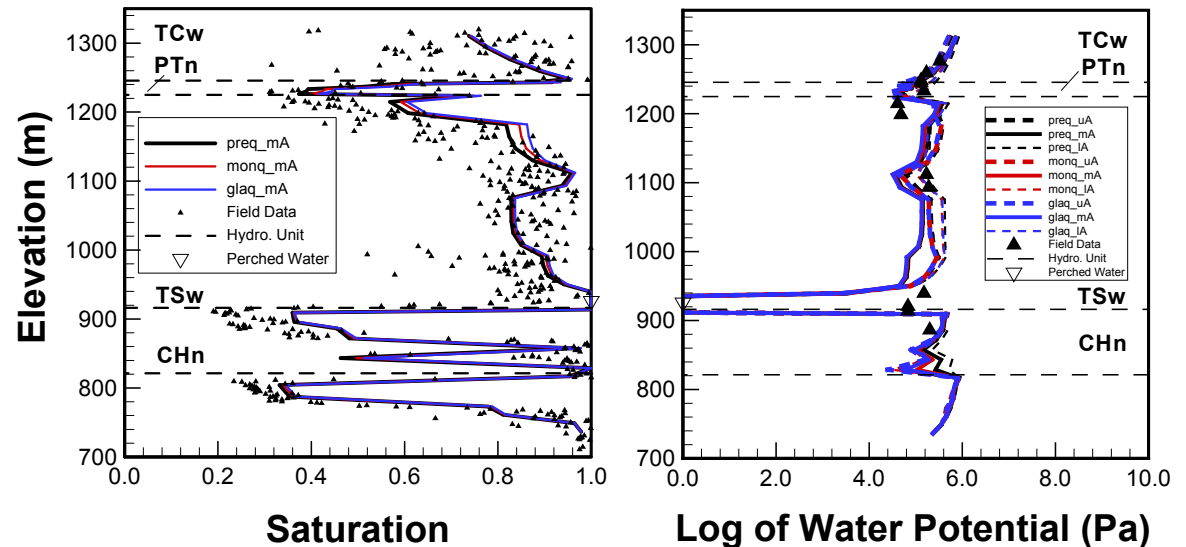 1300
1200
1100
1000
900
800
700
Elevation (m)
0.0
0.2
0.4
0.6
0.8
1.0
Saturation
TCw
PTn
TSw
CHn
preq_mA
monq_mA
glaq_mA
Field Data
Hydro. Unit
Perched Water
1300
1200
1100
1000
900
800
700
0.0
2.0
4.0
6.0
8.0
10.0
Log of Water Potential (Pa)
TCw
PTn
preq_uA
preq_mA
preq_lA
monq_uA
monq_mA
monq_lA
glaq_uA
glaq_mA
glaq_lA
Field Data
Hydro. Unit
Perched Water
TSw
CHn